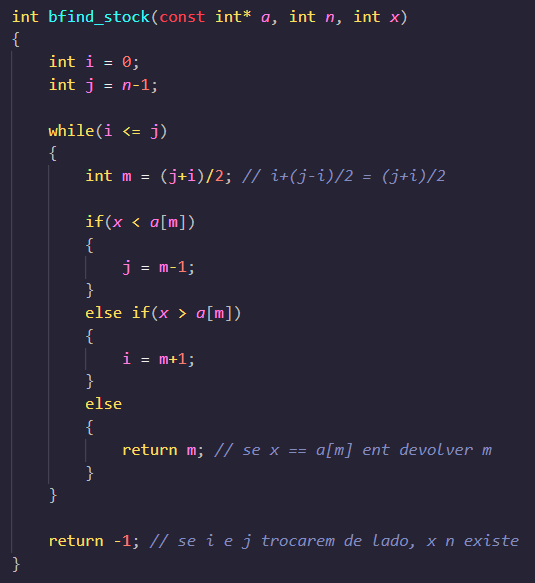 int bfind_stock(const int* a, int n, int x)
{
    int i = 0;
    int j = n-1;

    while(i <= j)
    {
        int m = (j+i)/2; // i+(j-i)/2 = (j+i)/2

        if(x < a[m])
        {
            j = m-1;
        }
        else if(x > a[m])
        {
            i = m+1;
        }
        else
        {
            return m; // se x == a[m] ent devolver m
        }
    }

    return -1; // se i e j trocarem de lado, x n existe
}